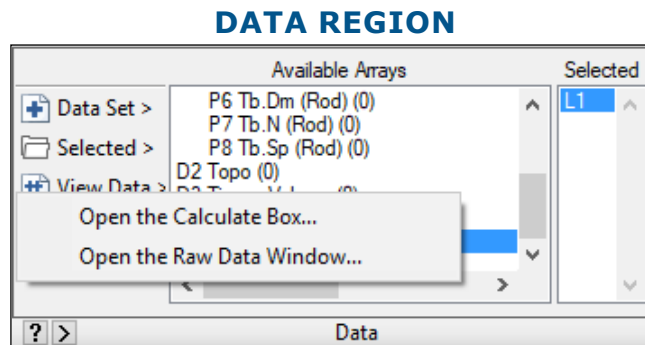 DATA REGION
Available Arrays
Selected
Data Set >
P6 Tb.Dm (Rod) (0)
L1
P7 Tb.N (Rod) (0)
Selected >
P8 Tb.Sp (Rod) (0)
D2 Topo (0)
View Data >
Open the Calculate Box...
Open the Raw Data Window...
? >
Data